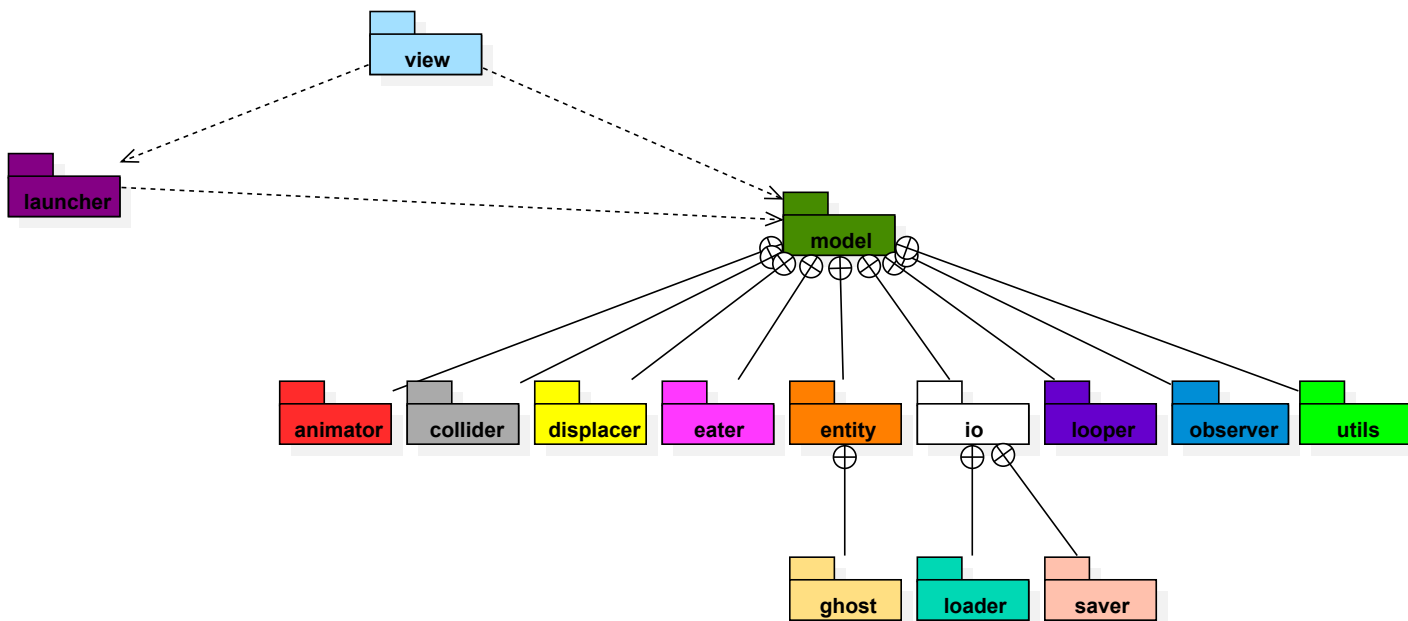 view
launcher
model
animator
collider
displacer
eater
entity
io
looper
observer
utils
ghost
loader
saver